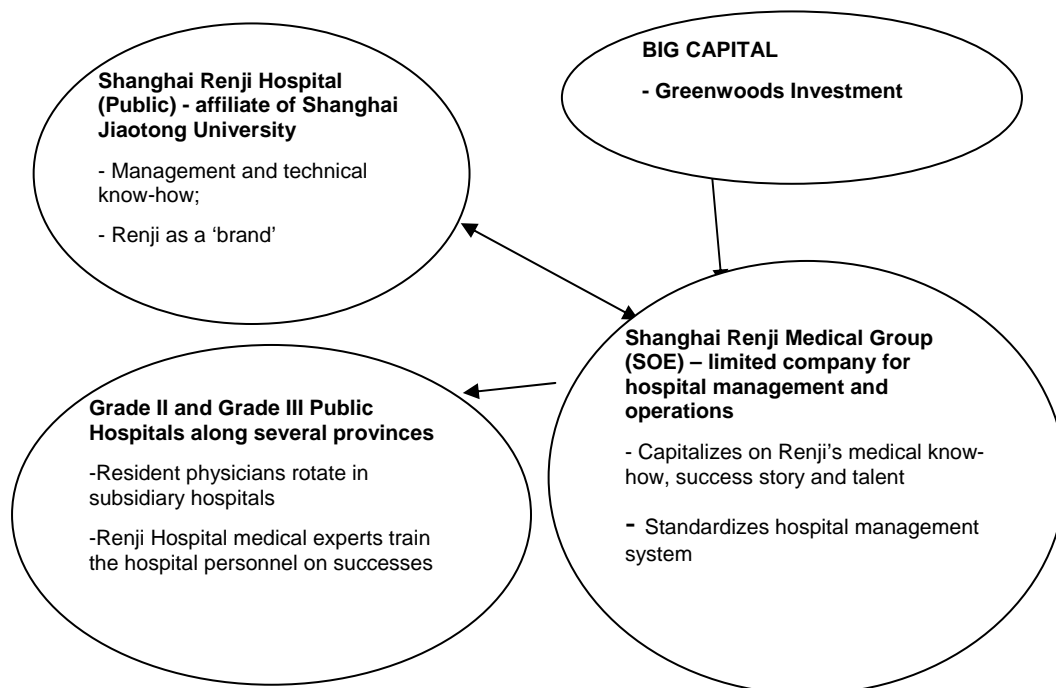 Shanghai Renji Hospital
(Public) - affiliate of Shanghai
Jiaotong University
- Management and technical
know-how;
- Renji as a ‘brand’
BIG CAPITAL
- Greenwoods Investment
Grade II and Grade III Public
Hospitals along several provinces
-Resident physicians rotate in
subsidiary hospitals
-Renji Hospital medical experts train
the hospital personnel on successes
Shanghai Renji Medical Group
(SOE) – limited company for
hospital management and
operations
- Capitalizes on Renji’s medical know-
how, success story and talent
- Standardizes hospital management
system